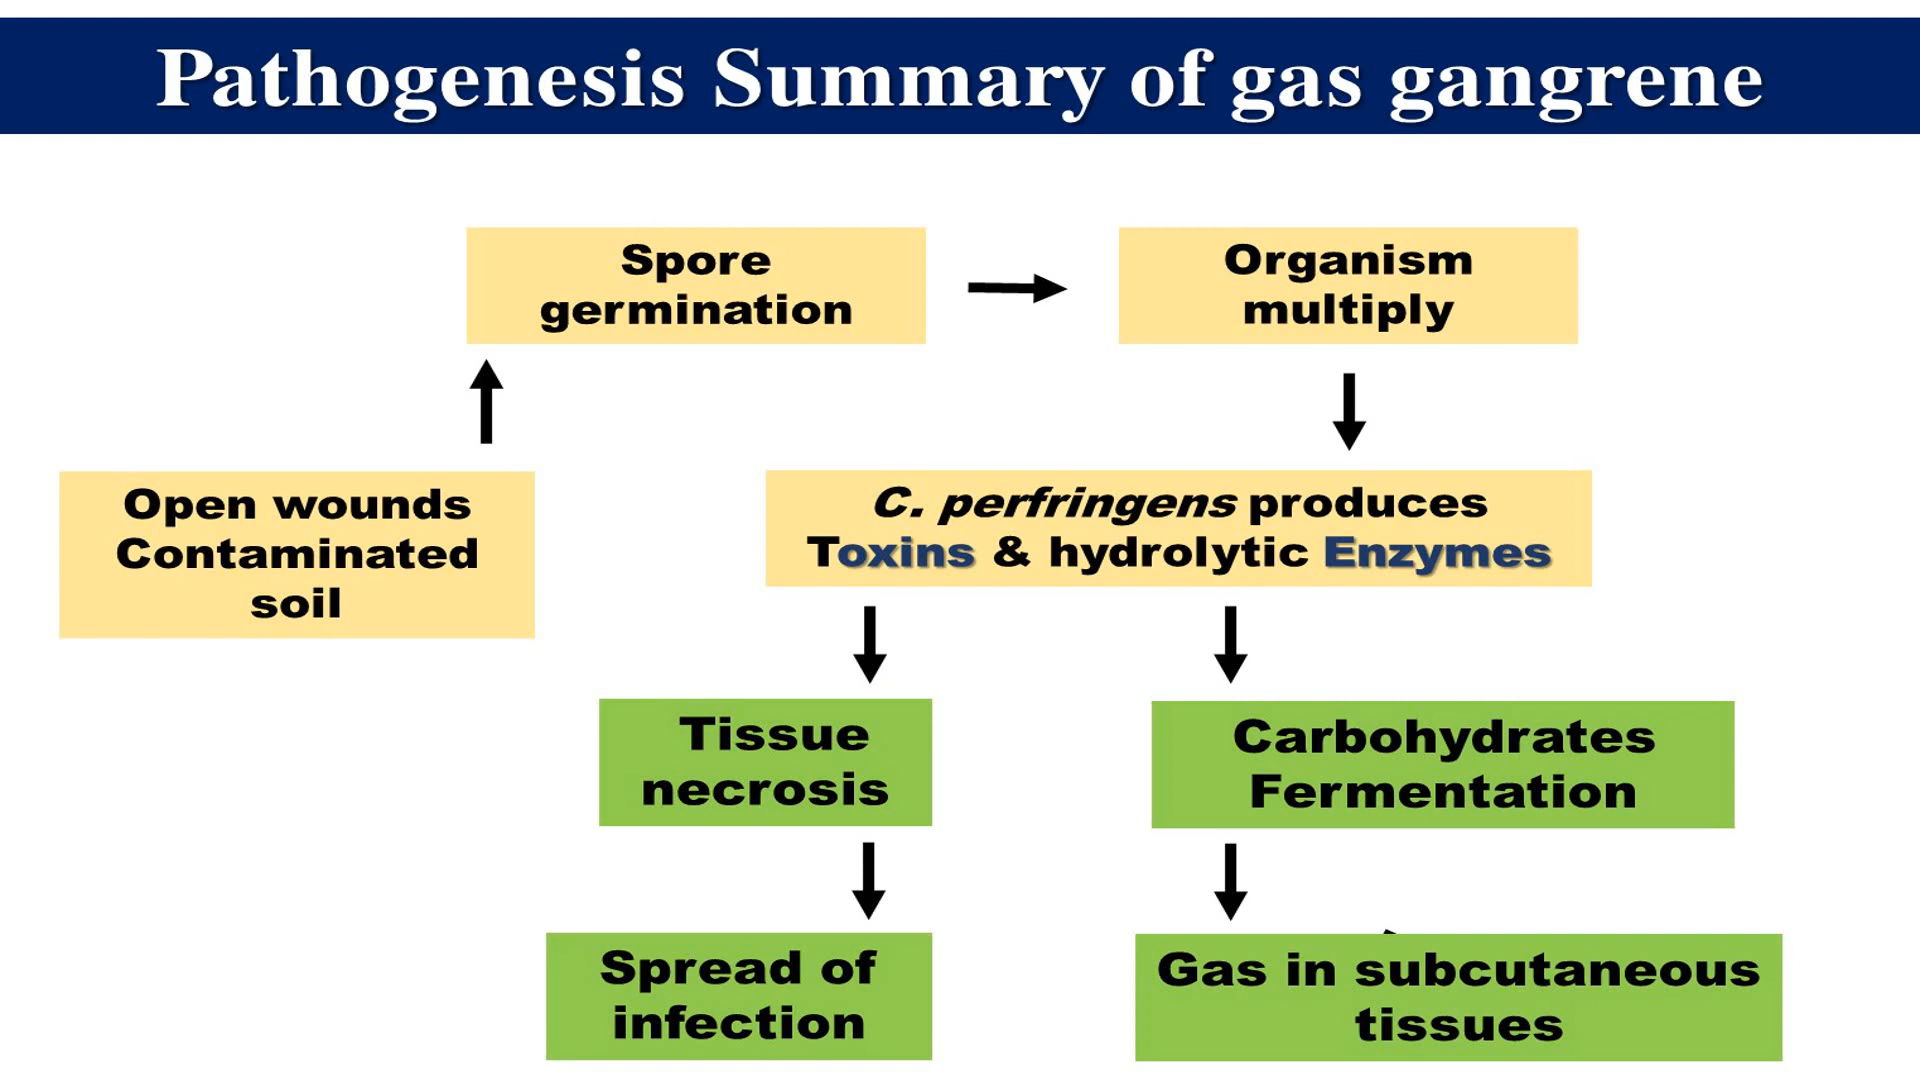 Pathogenesis Summary of gas gangrene
Spore
germination
Organism
multiply
Open wounds
Contaminated
soil
C. perfringens produces
Toxins & hydrolytic Enzymes
Tissue
necrosis
Carbohydrates
Fermentation
Spread of
infection
Gas in subcutaneous
tissues